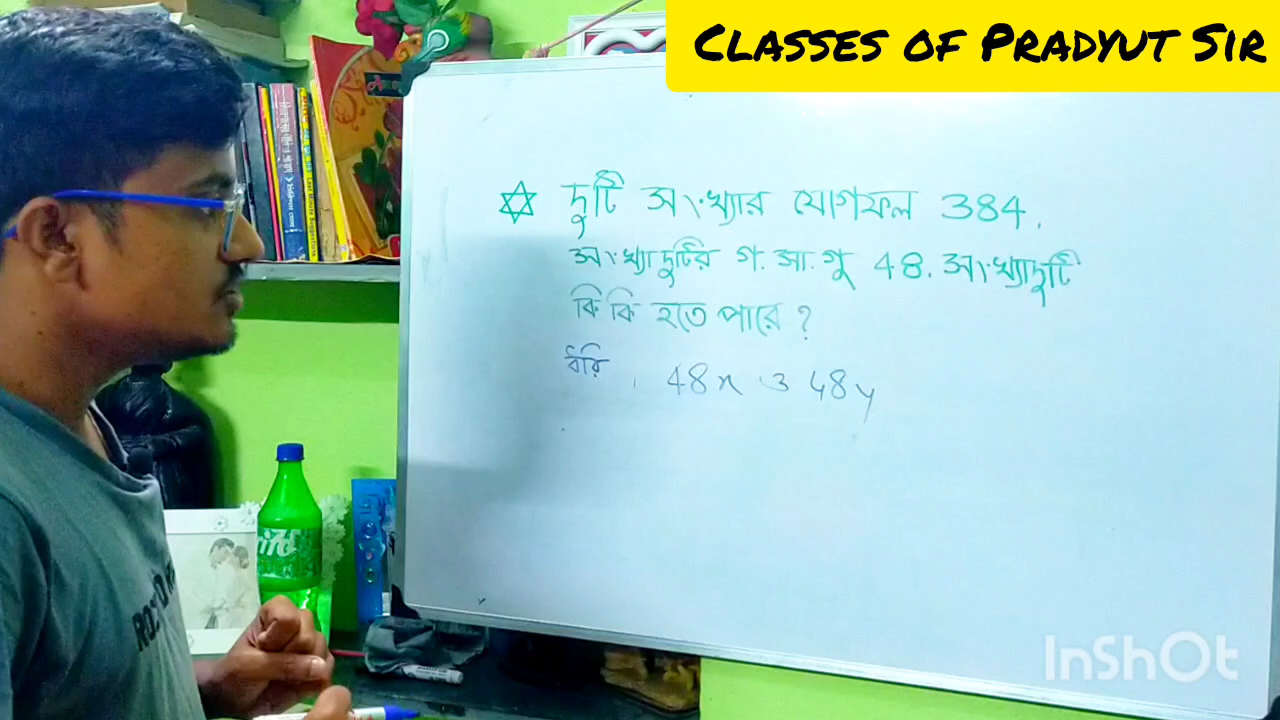 CLASSES OF PRADYUT SIR
দুটি সংখ্যার যোগফল 384.
সংখ্যাদুটির গ.সা.গু 48. সংখ্যাদুটি
কি কি হতে পারে ?
ধরি, 48x ও 48y
InShOt